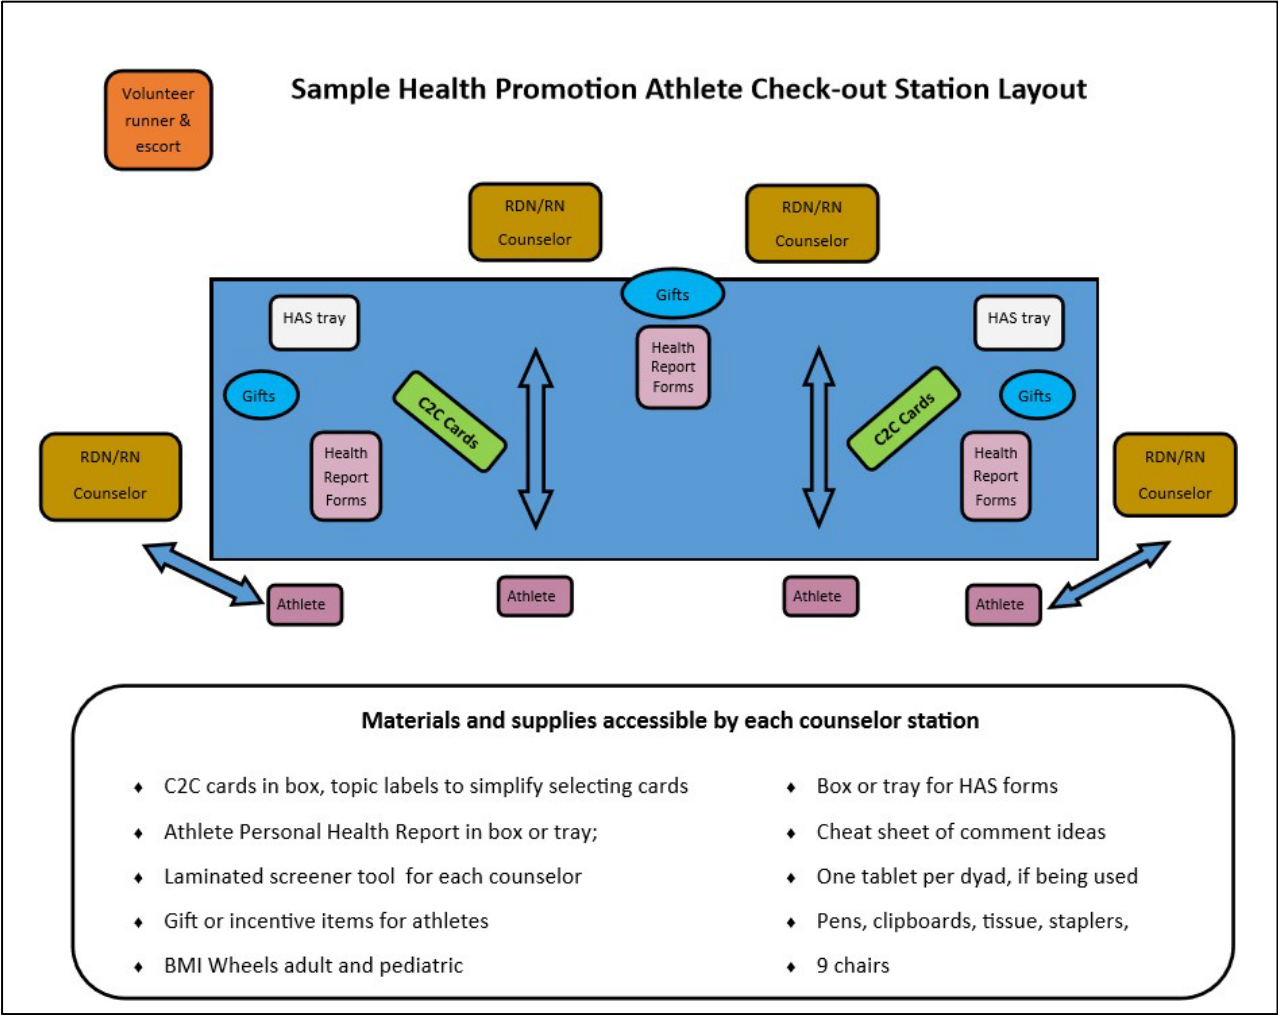 Sample Health Promotion Athlete Check-out Station Layout
Volunteer
runner &
escort
RDN/RN
Counselor
RDN/RN
Counselor
Gifts
HAS tray
HAS tray
Health
Report
Forms
Gifts
Gifts
C2C Cards
C2C Cards
RDN/RN
Counselor
Health
Report
Forms
Health
Report
Forms
RDN/RN
Counselor
Athlete
Athlete
Athlete
Athlete
Materials and supplies accessible by each counselor station
♦ C2C cards in box, topic labels to simplify selecting cards
♦ Athlete Personal Health Report in box or tray;
♦ Laminated screener tool  for each counselor
♦ Gift or incentive items for athletes
♦ BMI Wheels adult and pediatric
♦ Box or tray for HAS forms
♦ Cheat sheet of comment ideas
♦ One tablet per dyad, if being used
♦ Pens, clipboards, tissue, staplers,
♦ 9 chairs